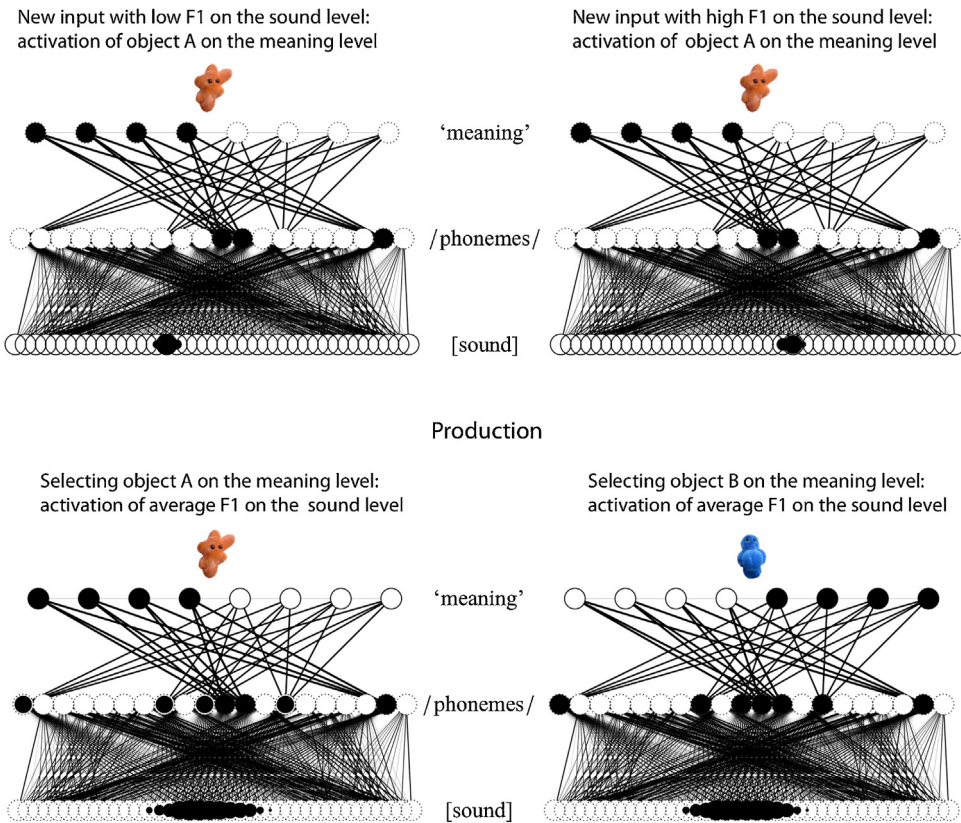 New input with low F1 on the sound level:
activation of object A on the meaning level
New input with high F1 on the sound level:
activation of object A on the meaning level
‘meaning’
/phonemes/
[sound]
Production
Selecting object A on the meaning level:
activation of average F1 on the sound level
Selecting object B on the meaning level:
activation of average F1 on the sound level
‘meaning’
/phonemes/
[sound]